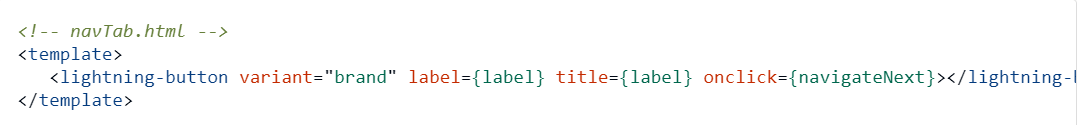 <!-- navTab.html -->
<template>
<lightning-button variant="brand" label={label} title={label} onclick={navigateNext}></lightning-
</template>